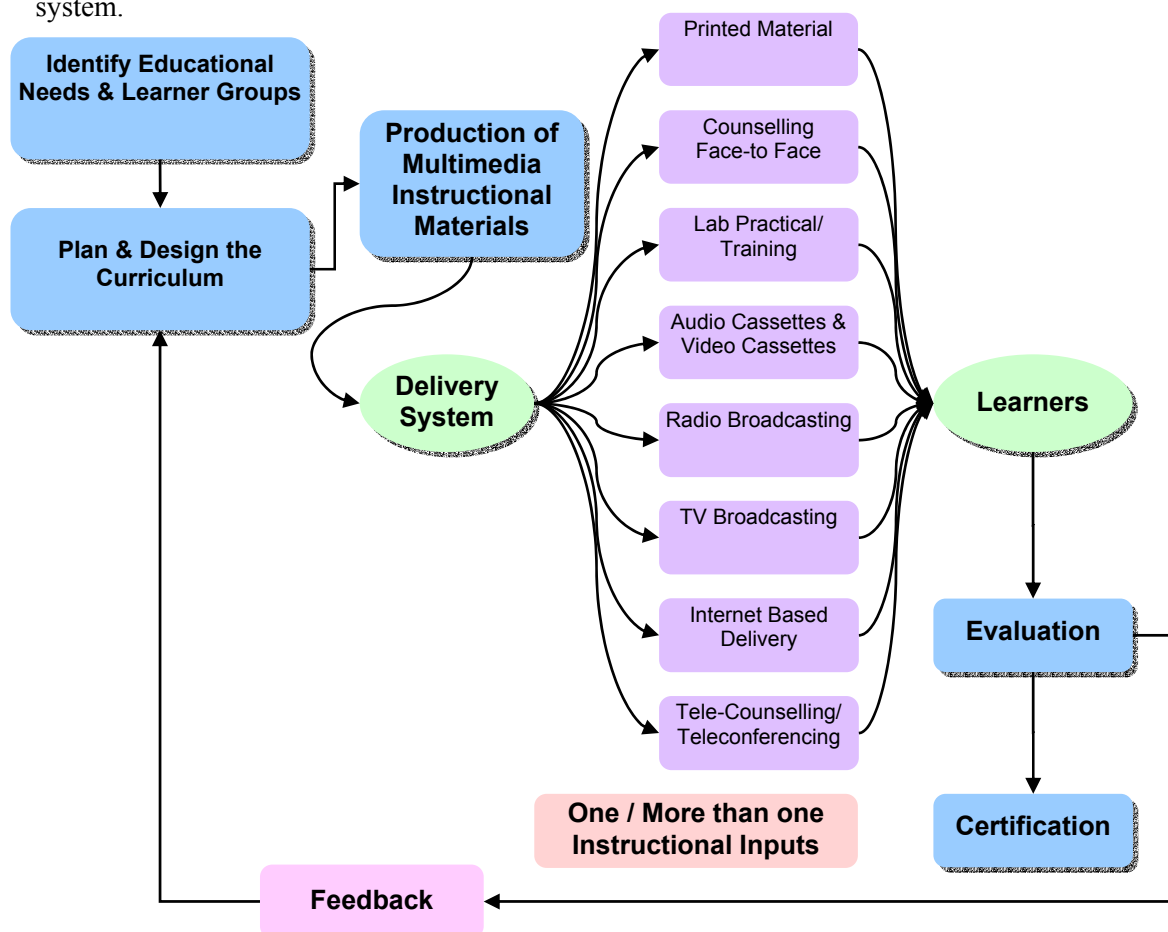 system.
Identify Educational
Needs & Learner Groups
Plan & Design the
Curriculum
Production of
Multimedia
Instructional
Materials
Delivery
System
Printed Material
Counselling
Face-to Face
Lab Practical/
Training
Audio Cassettes &
Video Cassettes
Radio Broadcasting
TV Broadcasting
Internet Based
Delivery
Tele-Counselling/
Teleconferencing
One / More than one
Instructional Inputs
Learners
Evaluation
Certification
Feedback